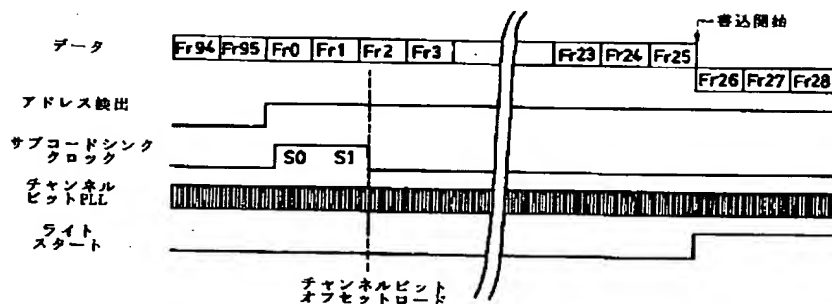 書込開始
データ
Fr94 Fr95 Fr0 Fr1 Fr2 Fr3 Fr23 Fr24 Fr25
Fr26 Fr27 Fr28
アドレス検出
サブコードシンク
クロック
S0 S1
チャンネル
ビットPLL
ライト
スタート
チャンネルビット
オフセットロード